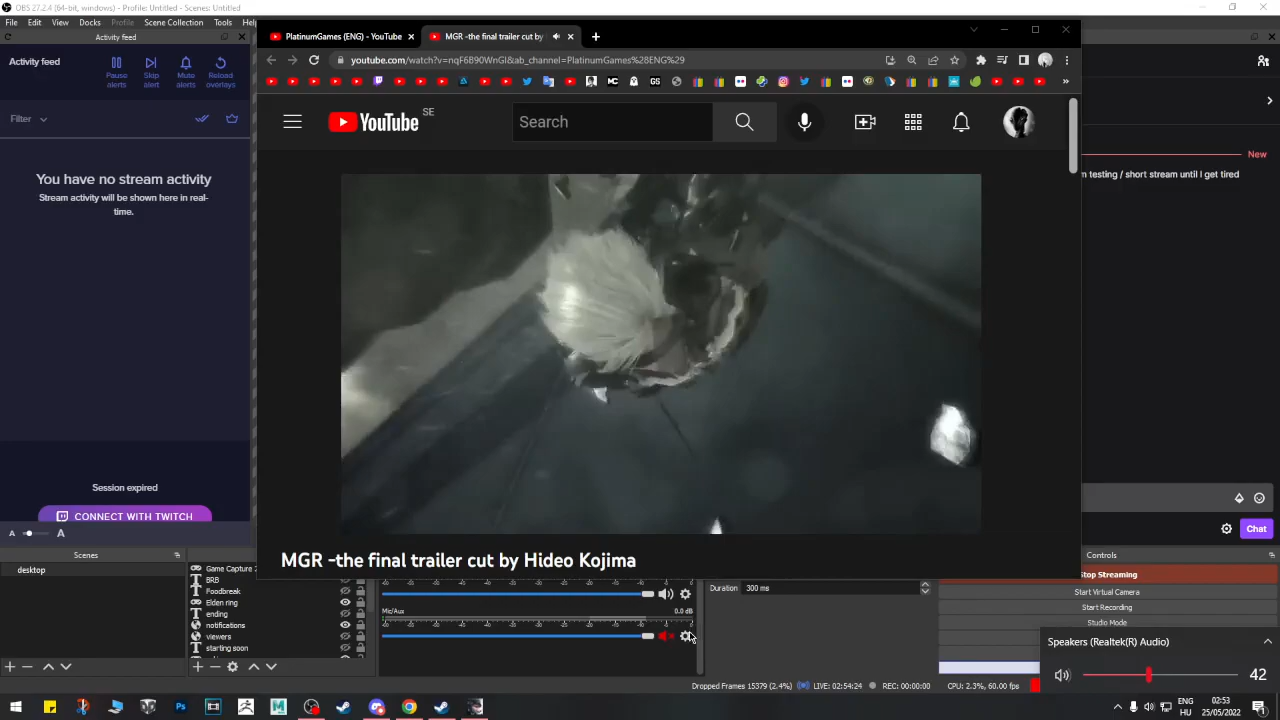 OBS 27.2.4 (64-bit, windows) - Profile: Untitled - Scenes: Untitled
File Edit View Docks Profile Scene Collection Tools
Activity feed
Activity feed
Pause alerts
Skip alert
Mute alerts
Reload overlays
Filter
You have no stream activity
Stream activity will be shown here in real-
time.
Session expired
CONNECT WITH TWITCH
A A
PlatinumGames (ENG) - YouTube
MGR -the final trailer cut by
youtube.com/watch?v=nqF6B90WnGI&ab_channel=PlatinumGames%28ENG%29
YouTube SE
Search
MGR -the final trailer cut by Hideo Kojima
New
m testing / short stream until I get tired
Chat
Scenes
desktop
Game Capture 2
BRB
Foodbreak
Elden ring
ending
notifications
viewers
starting soon
Mic/Aux 0.0 dB
Duration 300 ms
Controls
Stop Streaming
Start Virtual Camera
Start Recording
Studio Mode
Speakers (Realtek(R) Audio)
42
Dropped Frames 15379 (2.4%) LIVE: 02:54:24 REC: 00:00:00 CPU: 2.3%, 60.00 fps
ENG
HU
02:53
25/05/2022